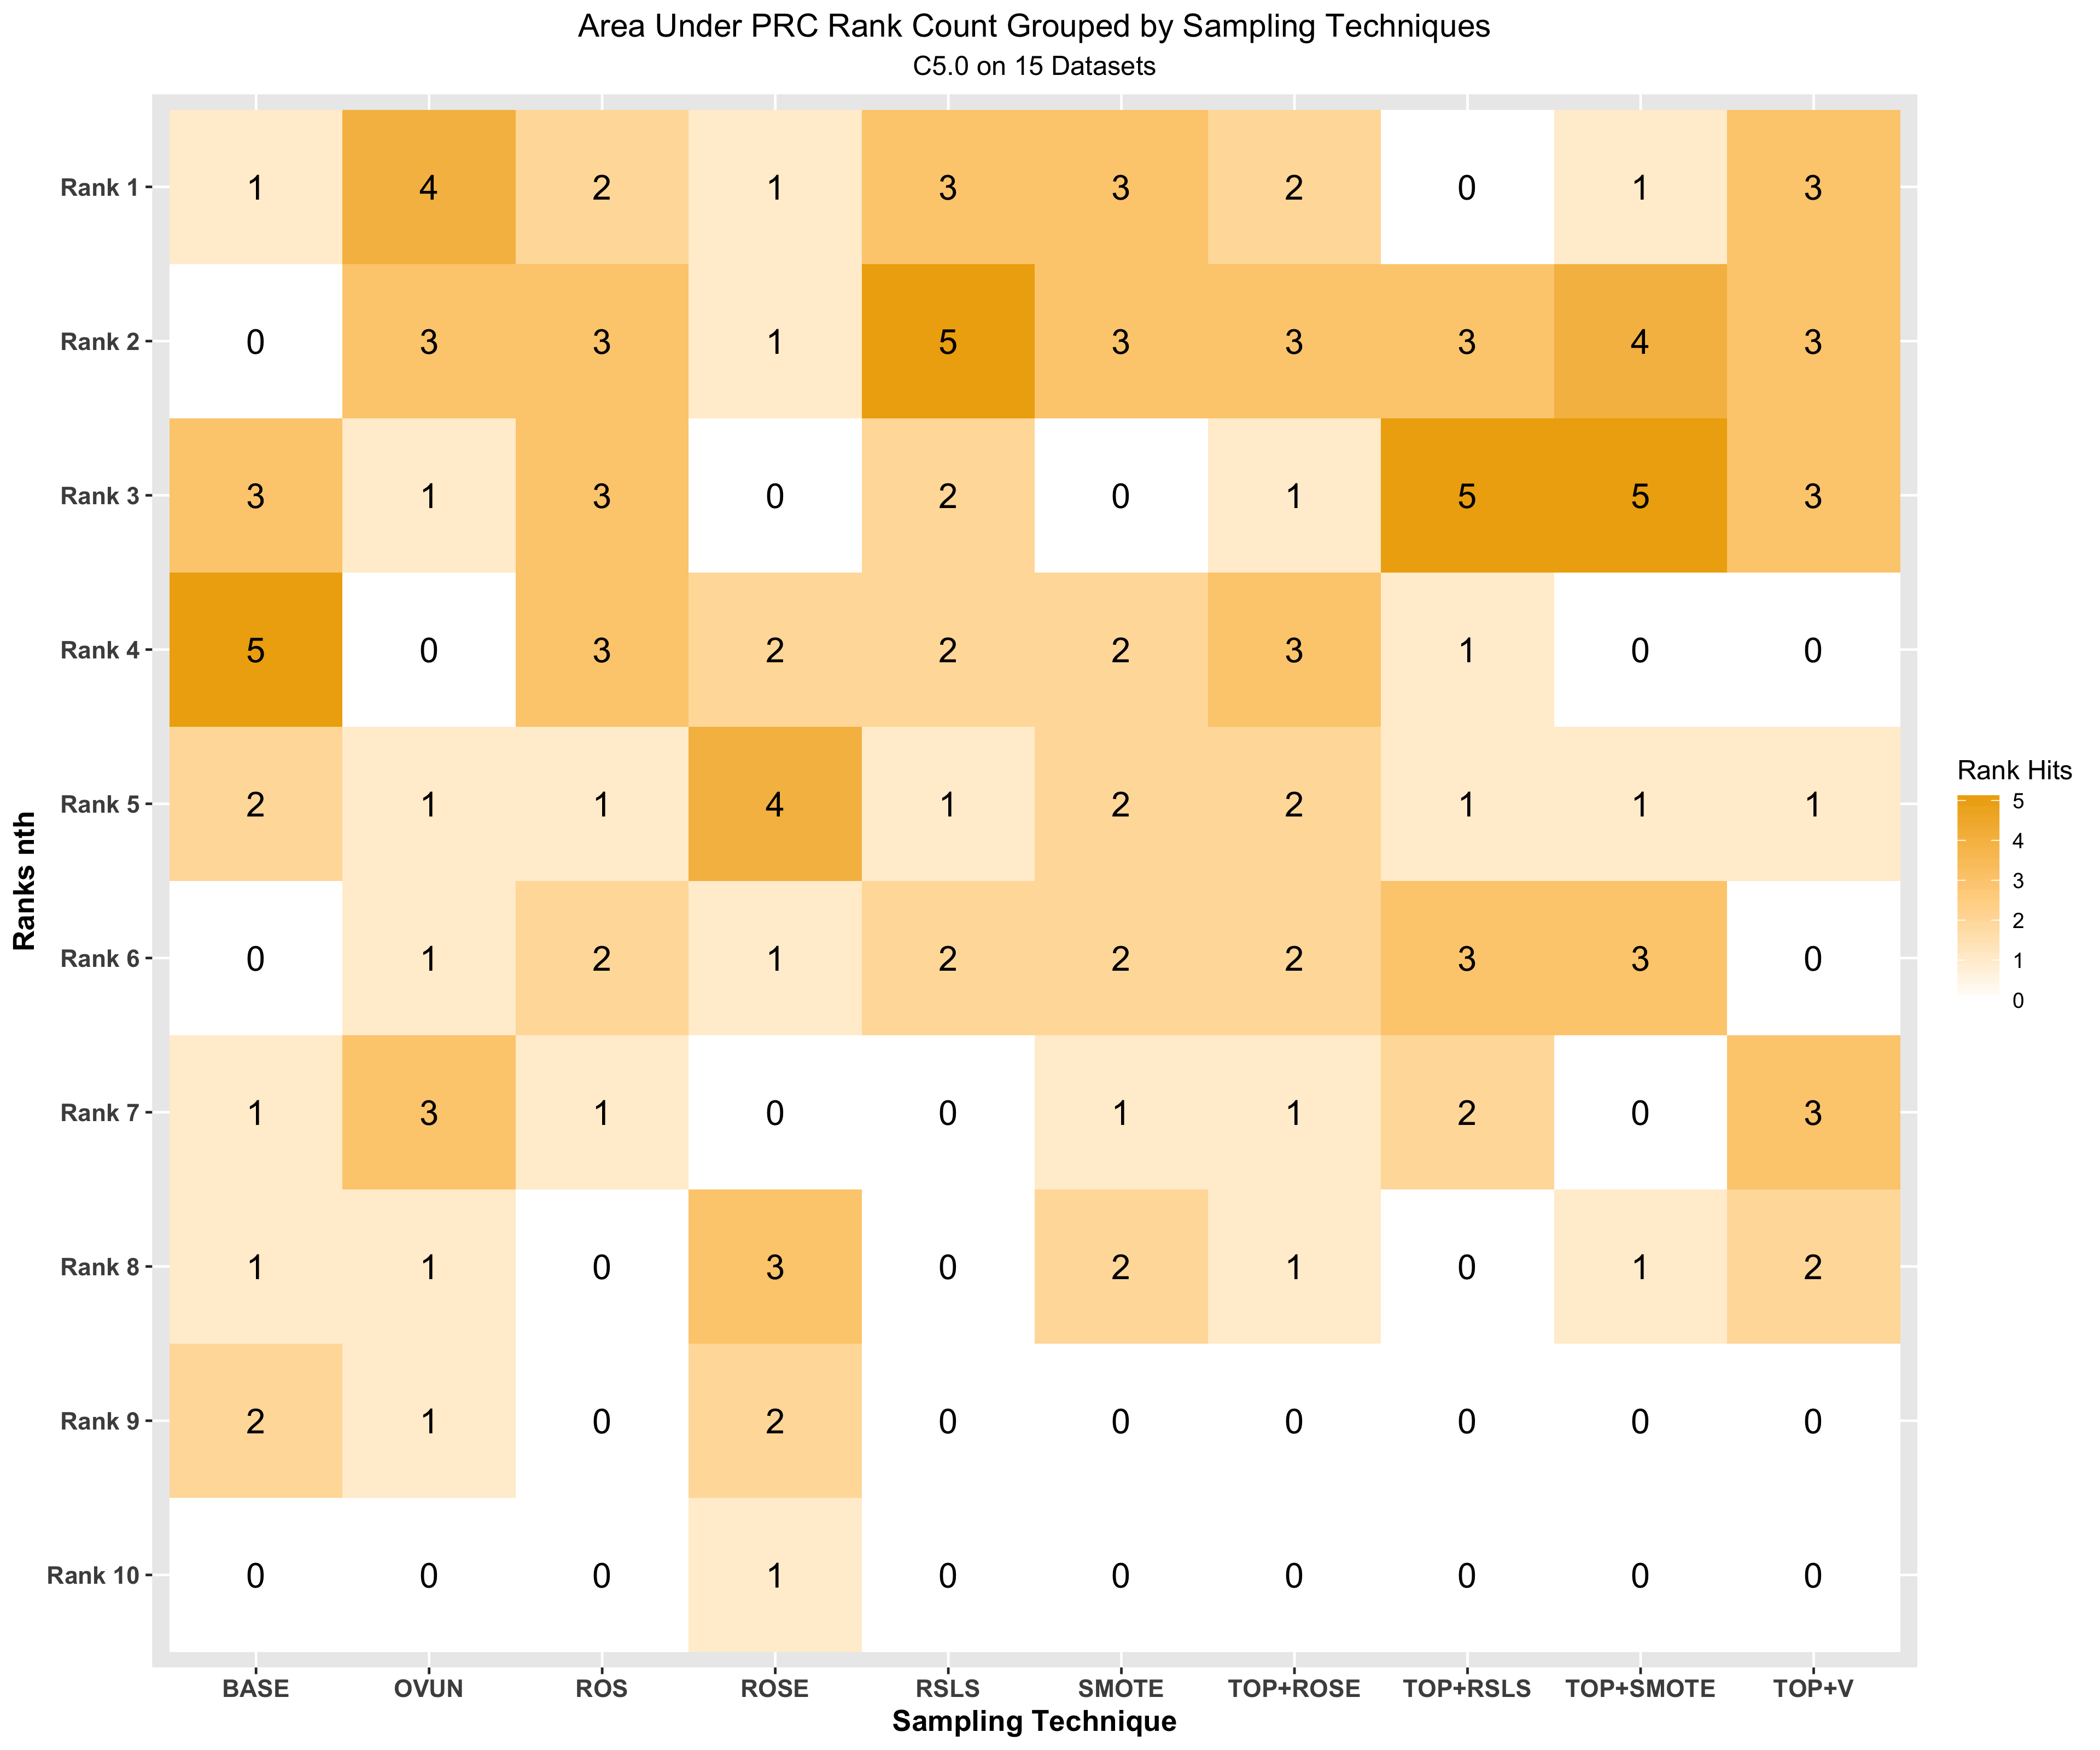 Area Under PRC Rank Count Grouped by Sampling Techniques
C5.0 on 15 Datasets
Rank 1 1 4 2 1 3 3 2 0 1 3
Rank 2 0 3 3 1 5 3 3 3 4 3
Rank 3 3 1 3 0 2 0 1 5 5 3
Rank 4 5 0 3 2 2 2 3 1 0 0
Rank 5 2 1 1 4 1 2 2 1 1 1
Rank 6 0 1 2 1 2 2 2 3 3 0
Rank 7 1 3 1 0 0 1 1 2 0 3
Rank 8 1 1 0 3 0 2 1 0 1 2
Rank 9 2 1 0 2 0 0 0 0 0 0
Rank 10 0 0 0 1 0 0 0 0 0 0
BASE OVUN ROS ROSE RSLS SMOTE TOP+ROSE TOP+RSLS TOP+SMOTE TOP+V
Sampling Technique
Ranks nth
Rank Hits
5
4
3
2
1
0